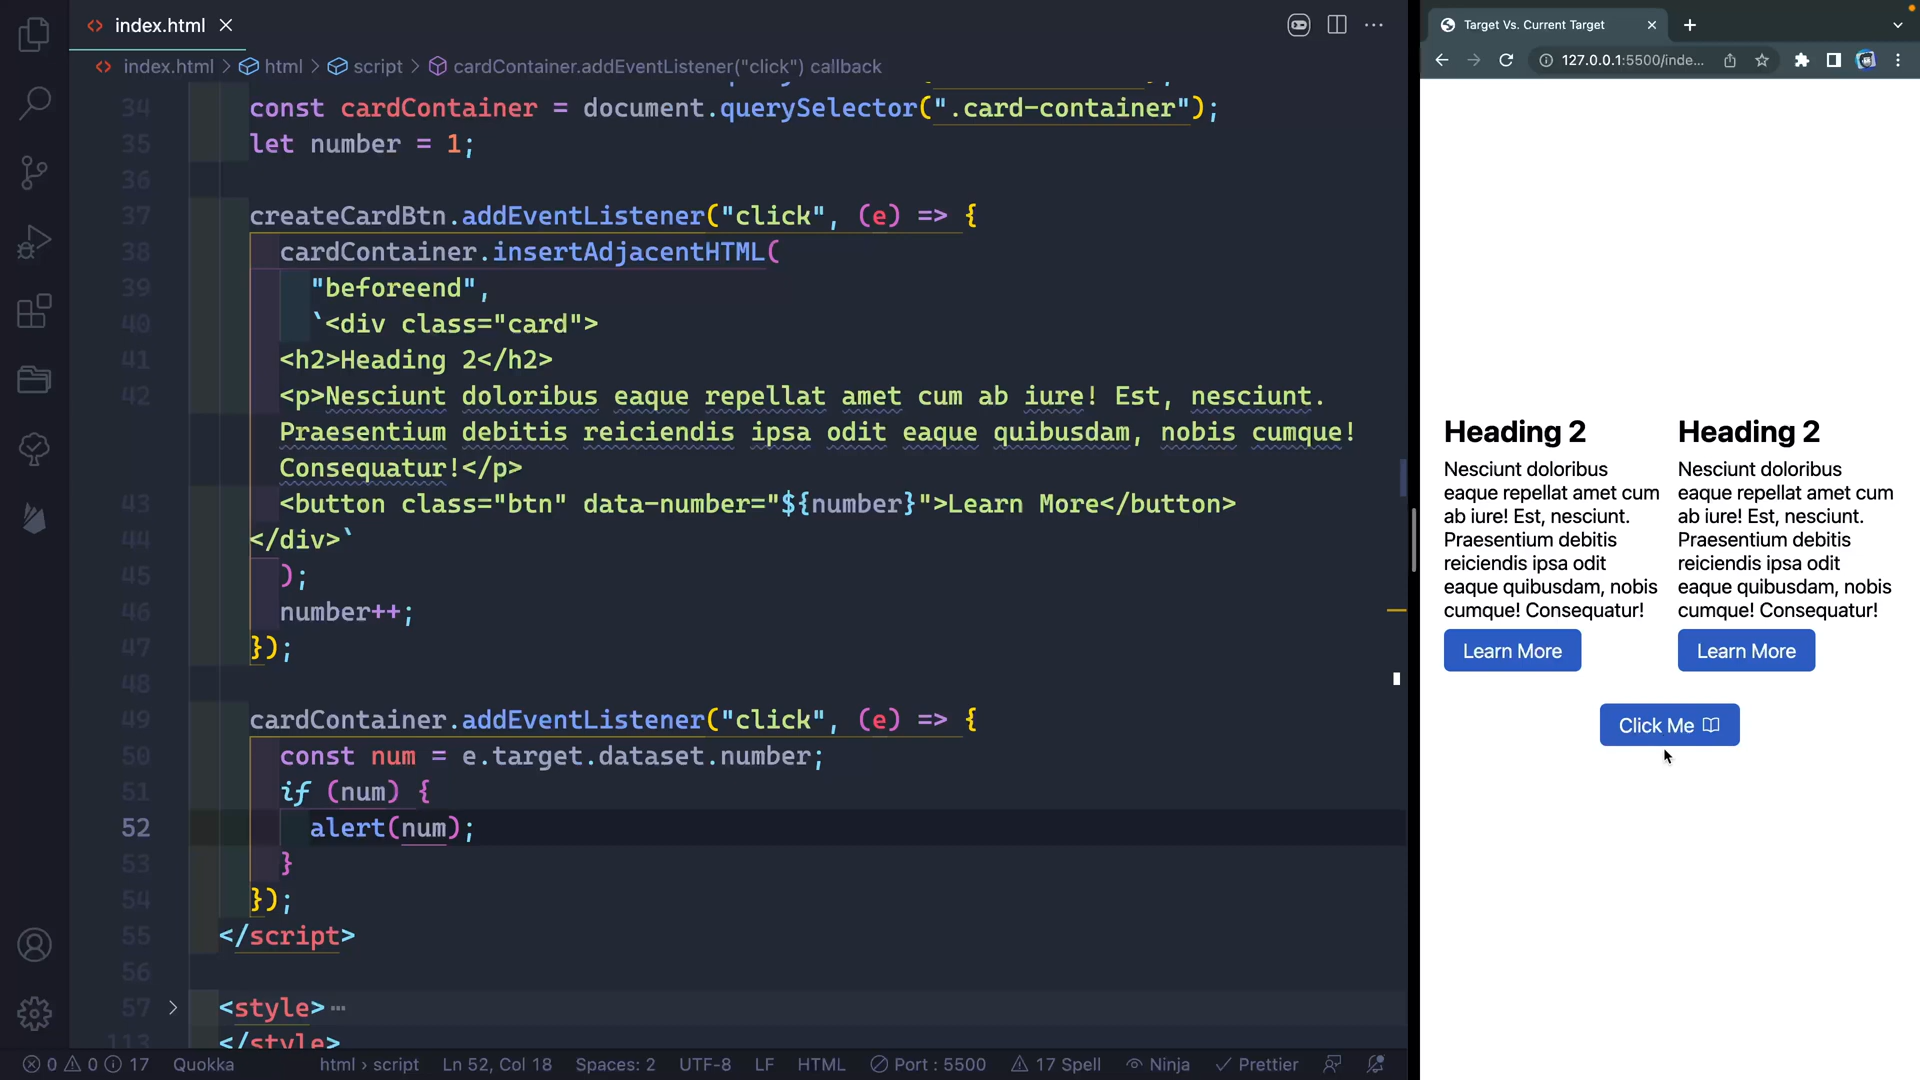 index.html
index.html > html > script > cardContainer.addEventListener("click") callback
34 const cardContainer = document.querySelector(".card-container");
35 let number = 1;
36
37 createCardBtn.addEventListener("click", (e) => {
38 cardContainer.insertAdjacentHTML(
39 "beforeend",
40 `<div class="card">
41 <h2>Heading 2</h2>
42 <p>Nesciunt doloribus eaque repellat amet cum ab iure! Est, nesciunt.
Praesentium debitis reiciendis ipsa odit eaque quibusdam, nobis cumque!
Consequatur!</p>
43 <button class="btn" data-number="${number}">Learn More</button>
44 </div>`
45 );
46 number++;
47 });
48
49 cardContainer.addEventListener("click", (e) => {
50 const num = e.target.dataset.number;
51 if (num) {
52 alert(num);
53 }
54 });
55 </script>
56
57 <style>
113 </style>
0 0 17 Quokka html > script Ln 52, Col 18 Spaces: 2 UTF-8 LF HTML Port : 5500 17 Spell Ninja Prettier
Target Vs. Current Target
127.0.0.1:5500/inde...
Heading 2
Nesciunt doloribus
eaque repellat amet cum
ab iure! Est, nesciunt.
Praesentium debitis
reiciendis ipsa odit
eaque quibusdam, nobis
cumque! Consequatur!
Learn More
Heading 2
Nesciunt doloribus
eaque repellat amet cum
ab iure! Est, nesciunt.
Praesentium debitis
reiciendis ipsa odit
eaque quibusdam, nobis
cumque! Consequatur!
Learn More
Click Me